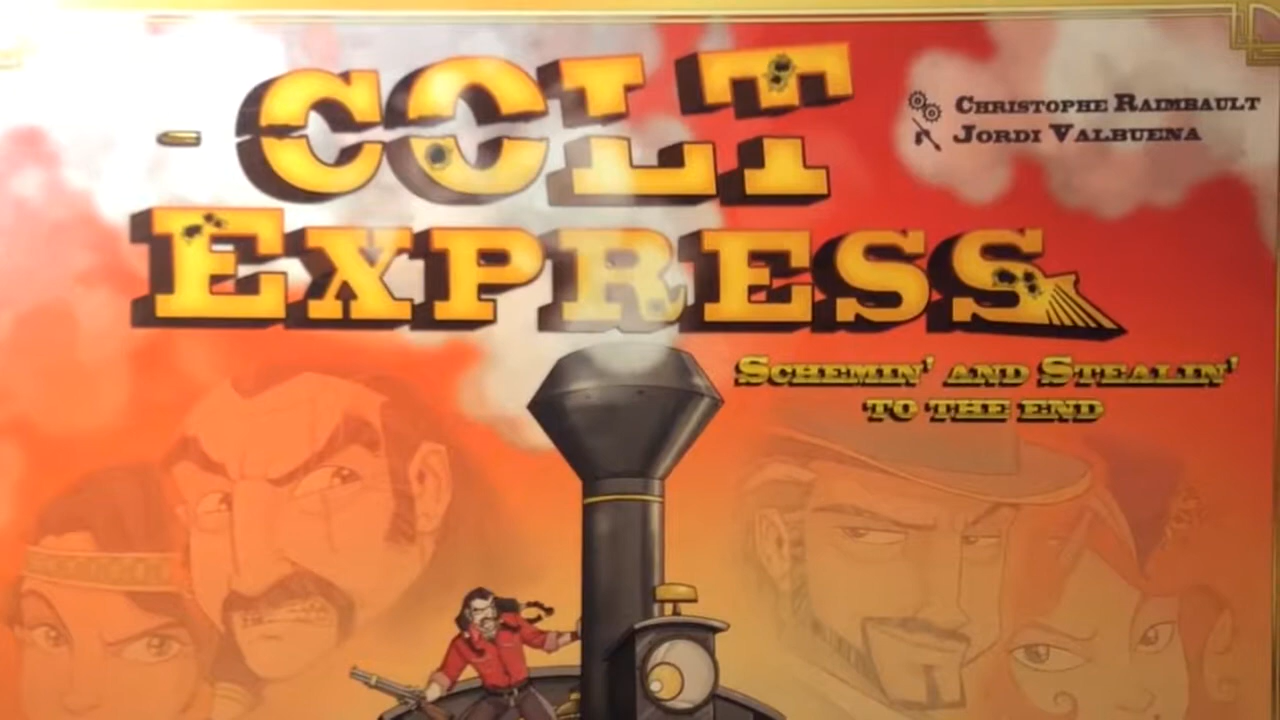 COLT
EXPRESS
CHRISTOPHE RAIMBAULT
JORDI VALBUENA
SCHEMIN' AND STEALIN'
TO THE END